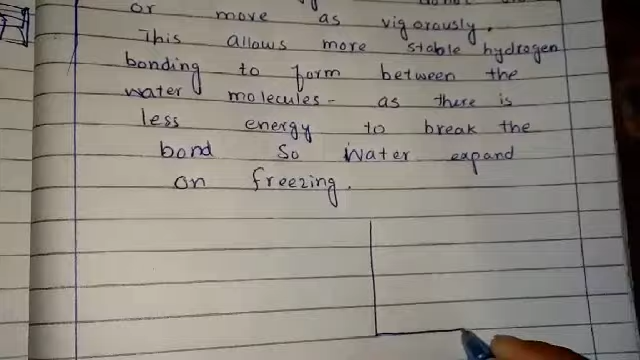 or move as vigorously.
This allows more stable hydrogen
bonding to form between the
water molecules- as there is
less energy to break the
bond so water expand
on freezing.